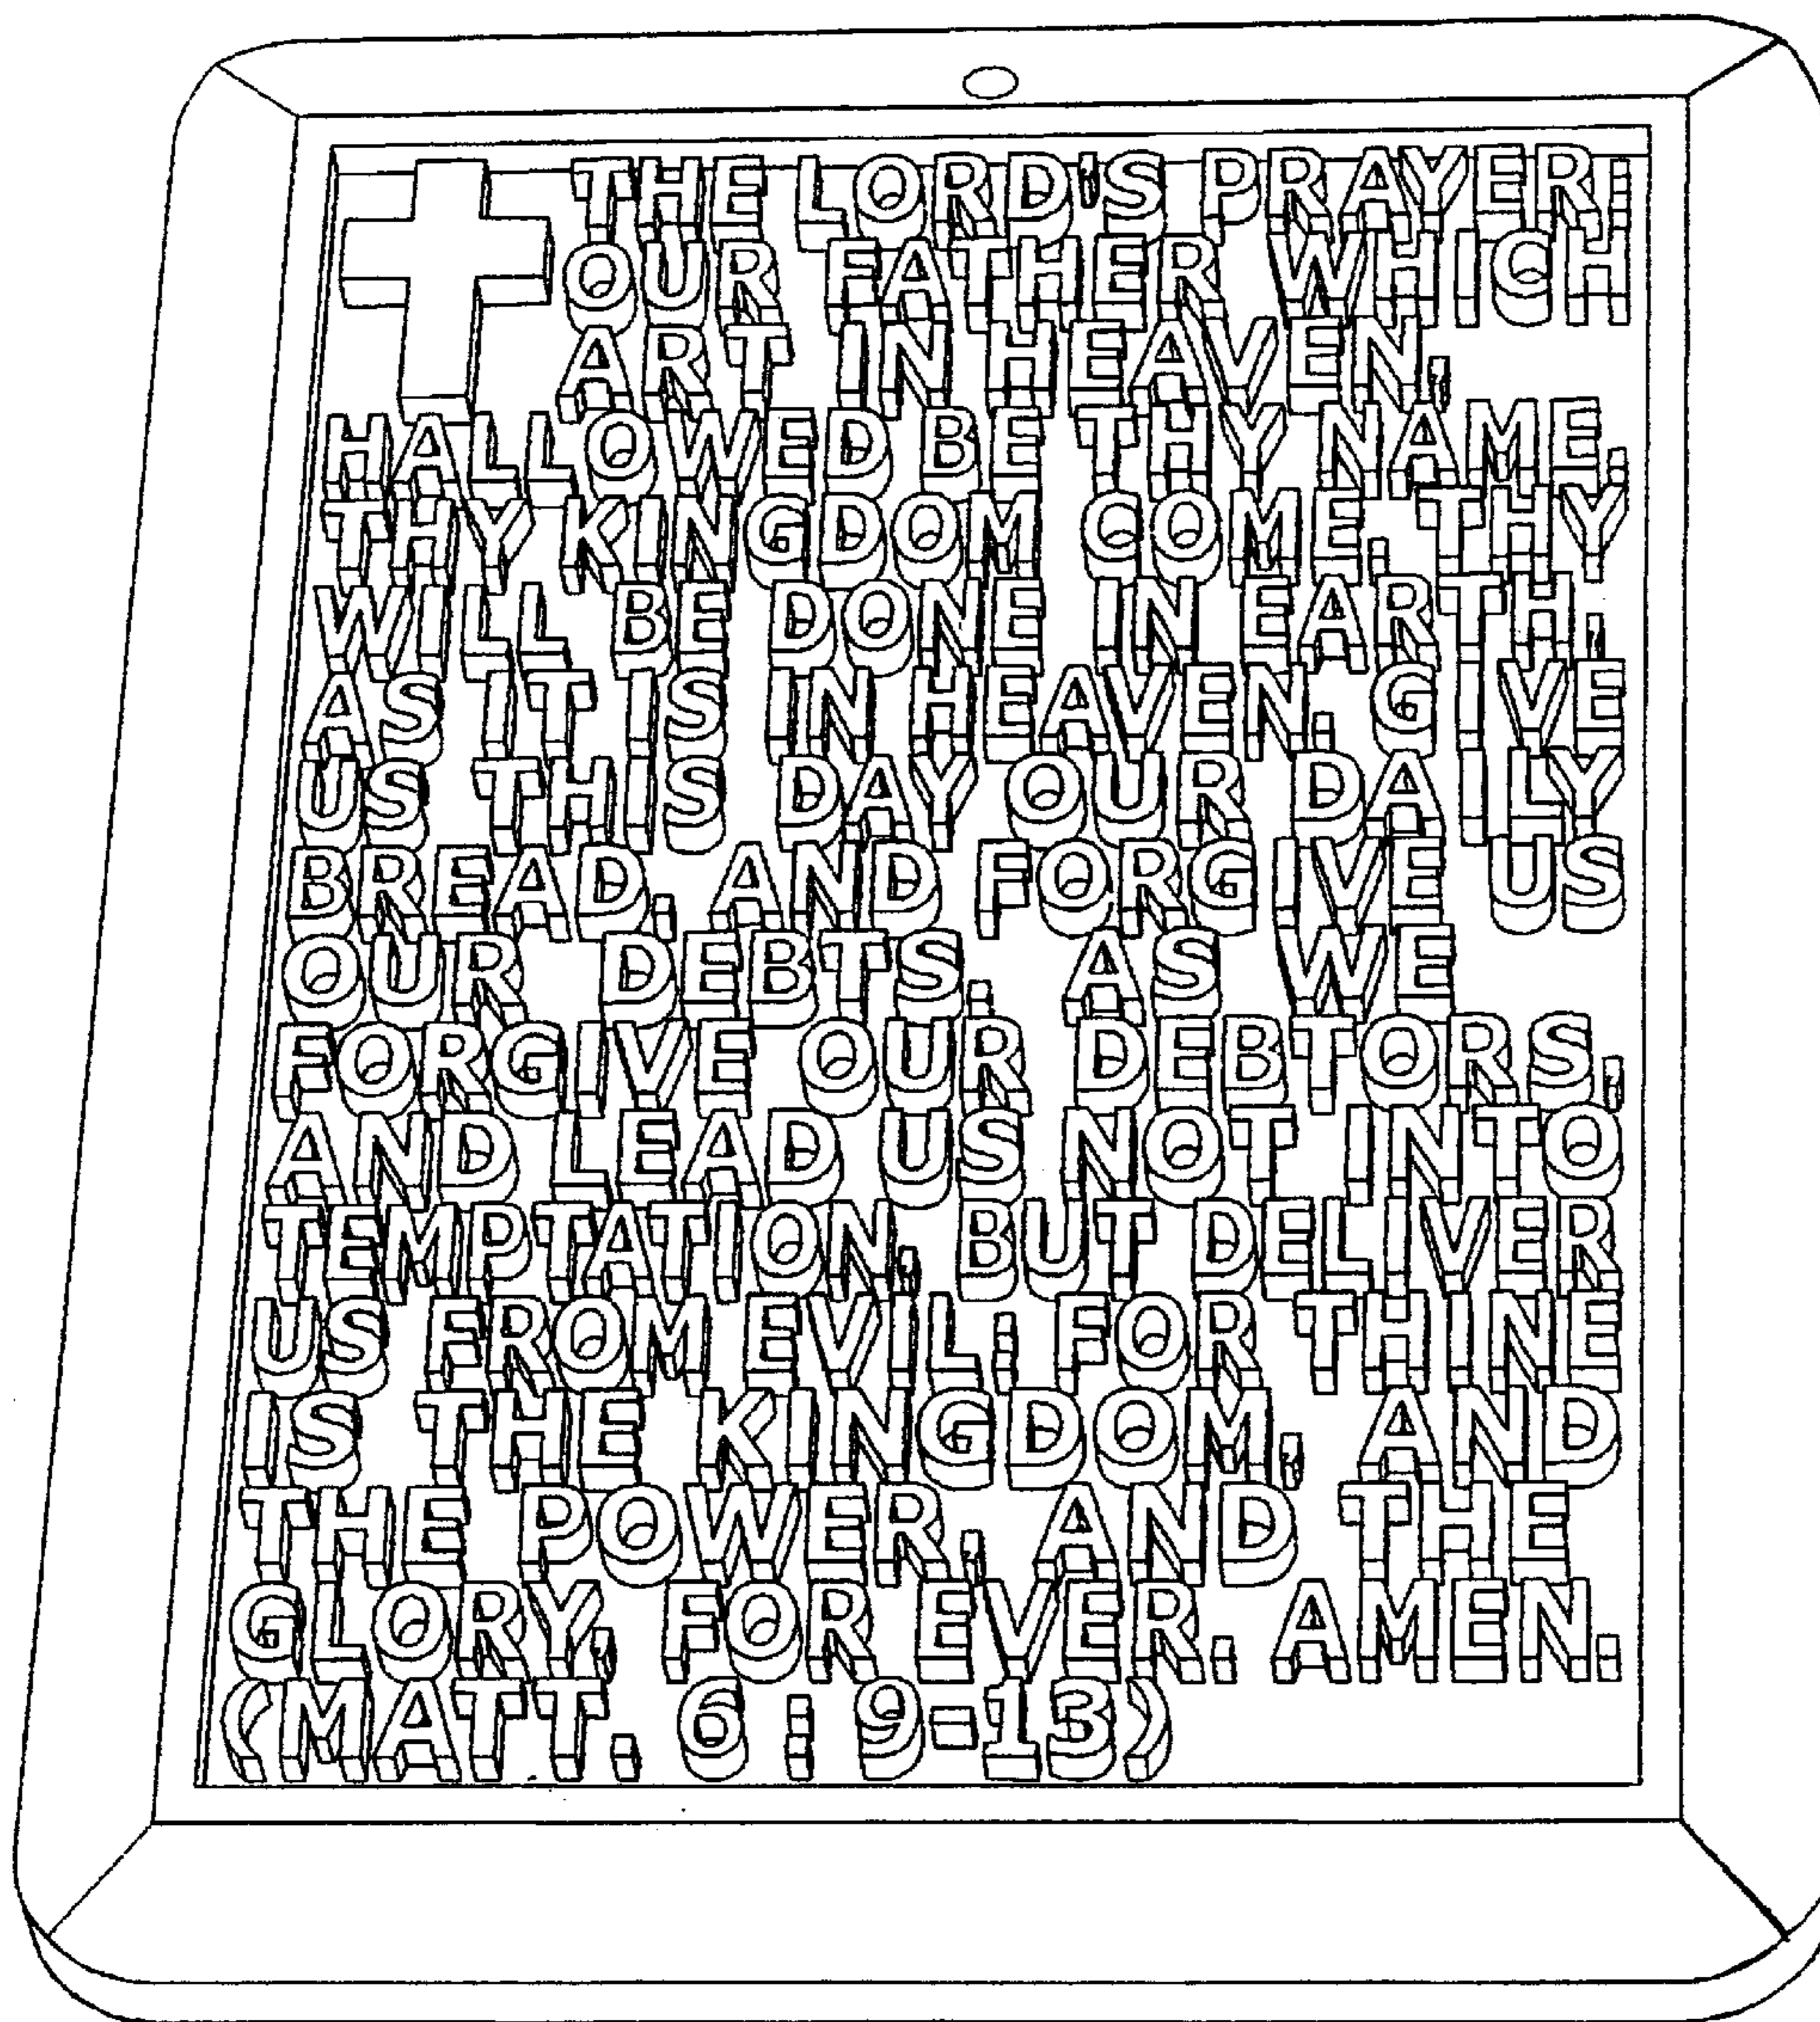 THE LORD'S PRAYER:
OUR FATHER WHICH
ART IN HEAVEN,
HALLOWED BE THY NAME.
THY KINGDOM COME. THY
WILL BE DONE IN EARTH,
AS IT IS IN HEAVEN. GIVE
US THIS DAY OUR DAILY
BREAD. AND FORGIVE US
OUR DEBTS. AS WE
FORGIVE OUR DEBTORS,
AND LEAD US NOT INTO
TEMPTATION, BUT DELIVER
US FROM EVIL: FOR THINE
IS THE KINGDOM, AND
THE POWER, AND THE
GLORY, FOR EVER. AMEN.
(MATT. 6 : 9-13)